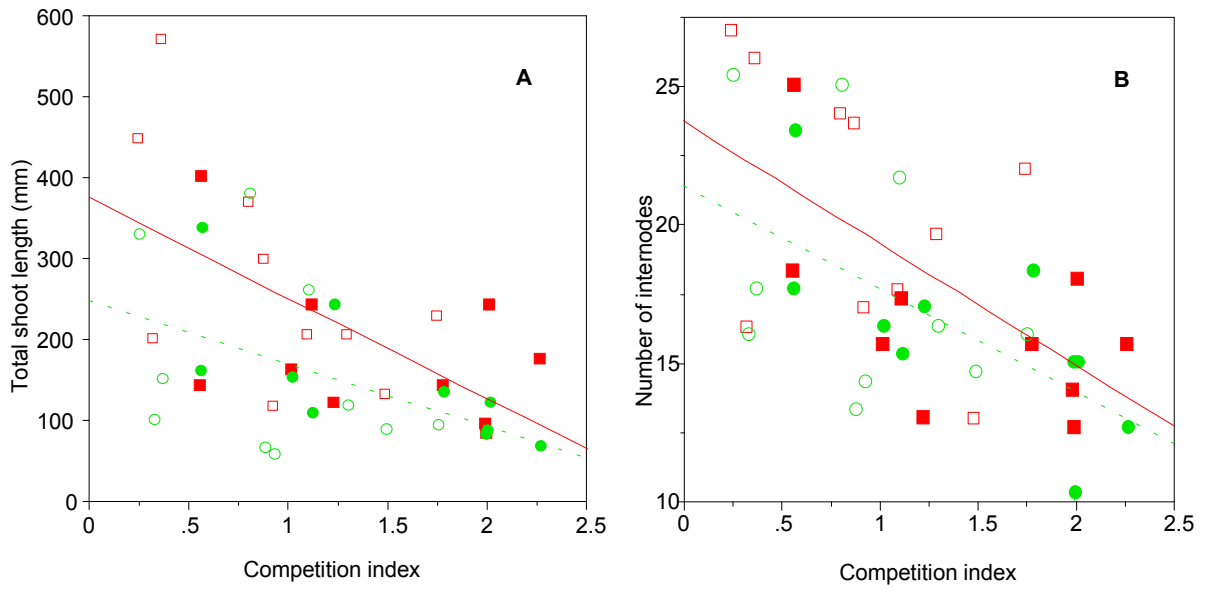 600
500
400
300
200
100
0
Total shoot length (mm)
A
0 .5 1 1.5 2 2.5
Competition index
25
20
15
10
Number of internodes
B
0 .5 1 1.5 2 2.5
Competition index